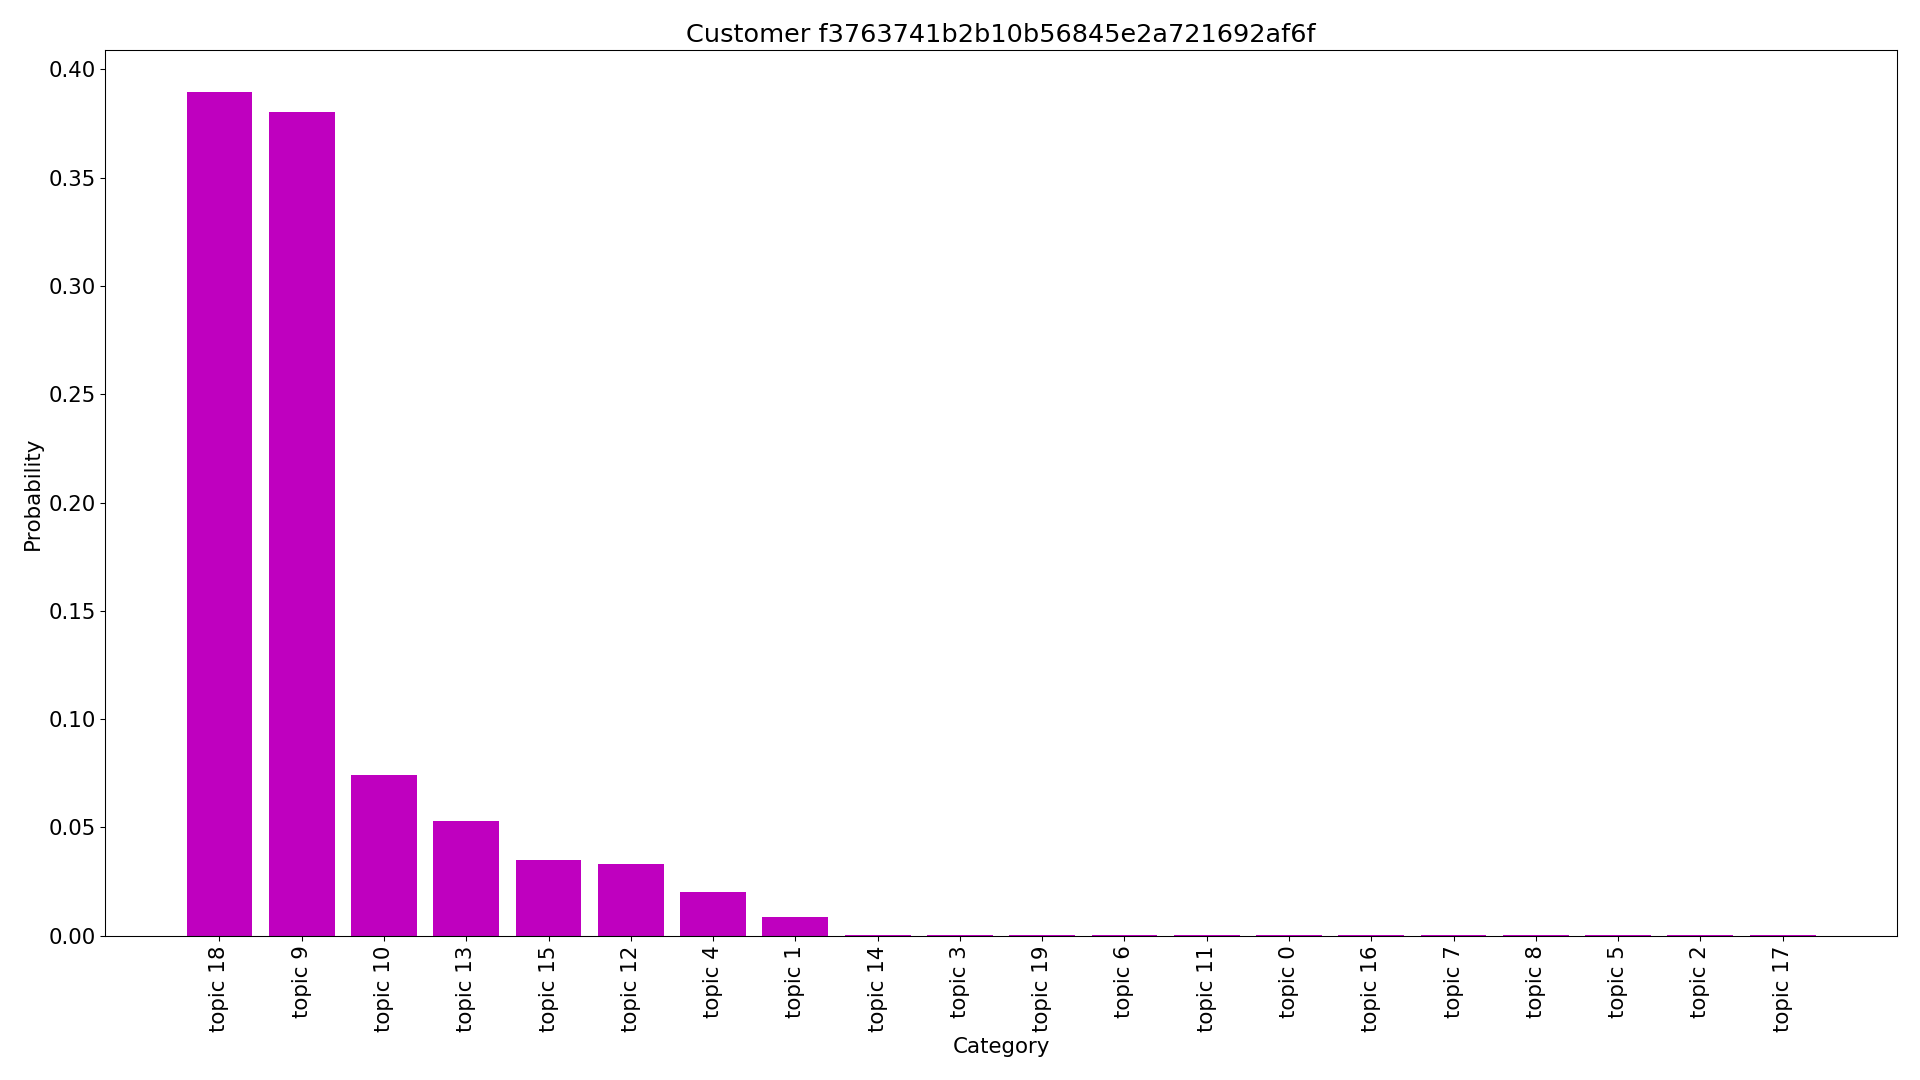 Customer f3763741b2b10b56845e2a721692af6f
Probability
0.40
0.35
0.30
0.25
0.20
0.15
0.10
0.05
0.00
topic 18
topic 9
topic 10
topic 13
topic 15
topic 12
topic 4
topic 1
topic 14
topic 3
topic 19
topic 6
topic 11
topic 0
topic 16
topic 7
topic 8
topic 5
topic 2
topic 17
Category